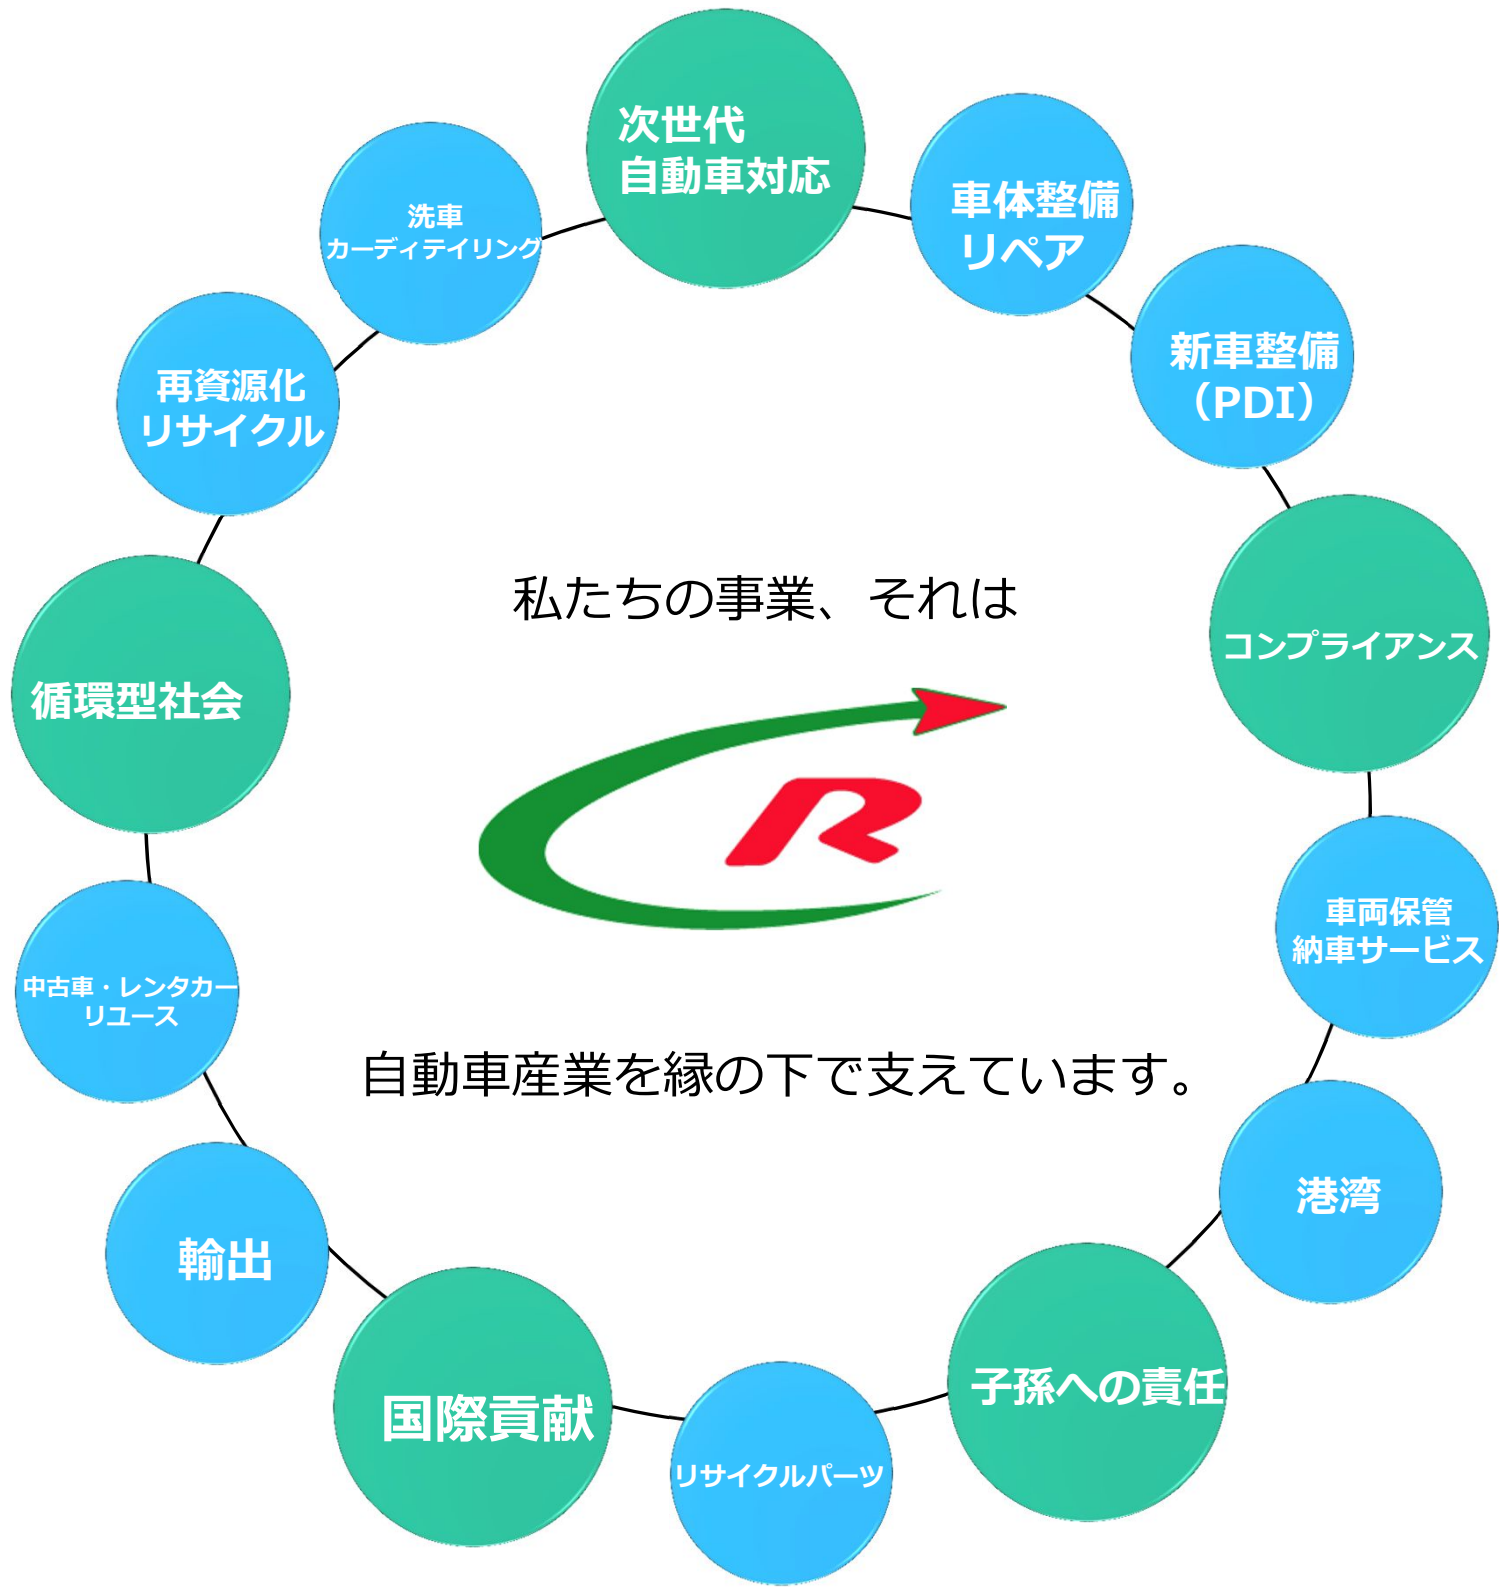 次世代
自動車対応
車体整備
リペア
新車整備
（PDI）
コンプライアンス
車両保管
納車サービス
港湾
子孫への責任
リサイクルパーツ
国際貢献
輸出
中古車・レンタカー
リユース
循環型社会
再資源化
リサイクル
洗車
カーディテイリング
私たちの事業、それは
R
自動車産業を縁の下で支えています。